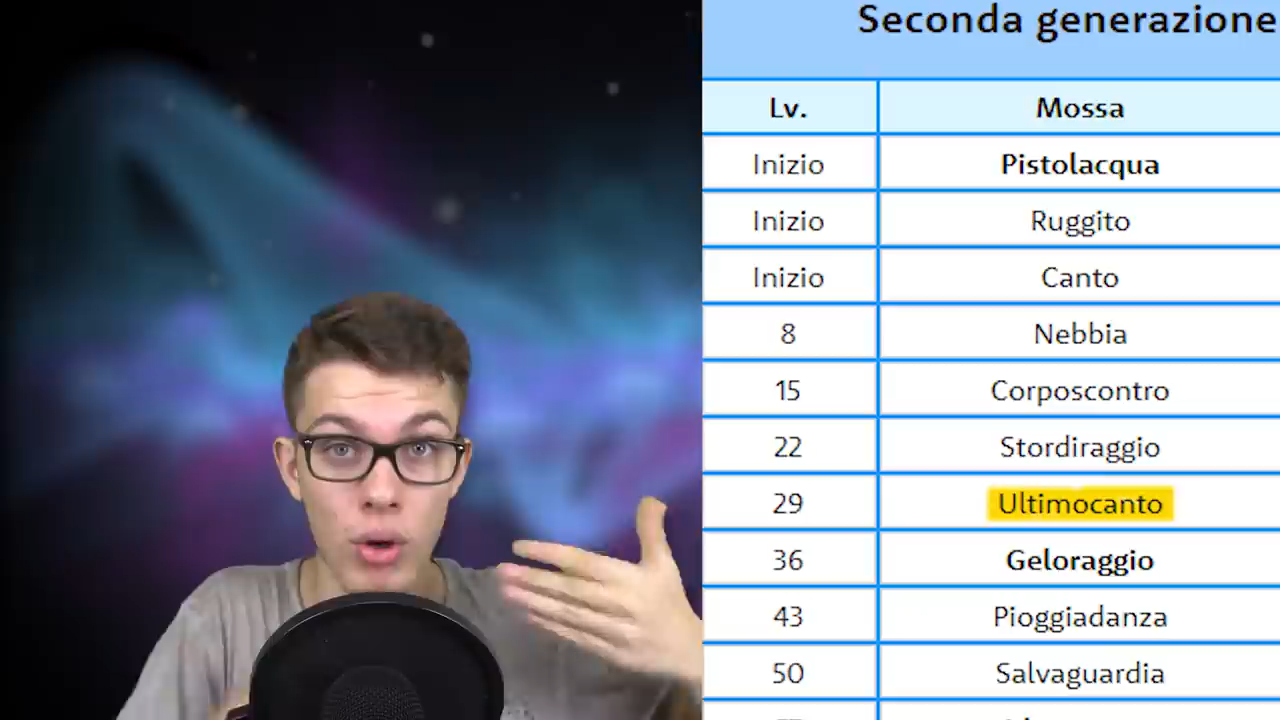 Seconda generazione
Lv. Mossa
Inizio Pistolacqua
Inizio Ruggito
Inizio Canto
8 Nebbia
15 Corposcontro
22 Stordiraggio
29 Ultimocanto
36 Geloraggio
43 Pioggiadanza
50 Salvaguardia